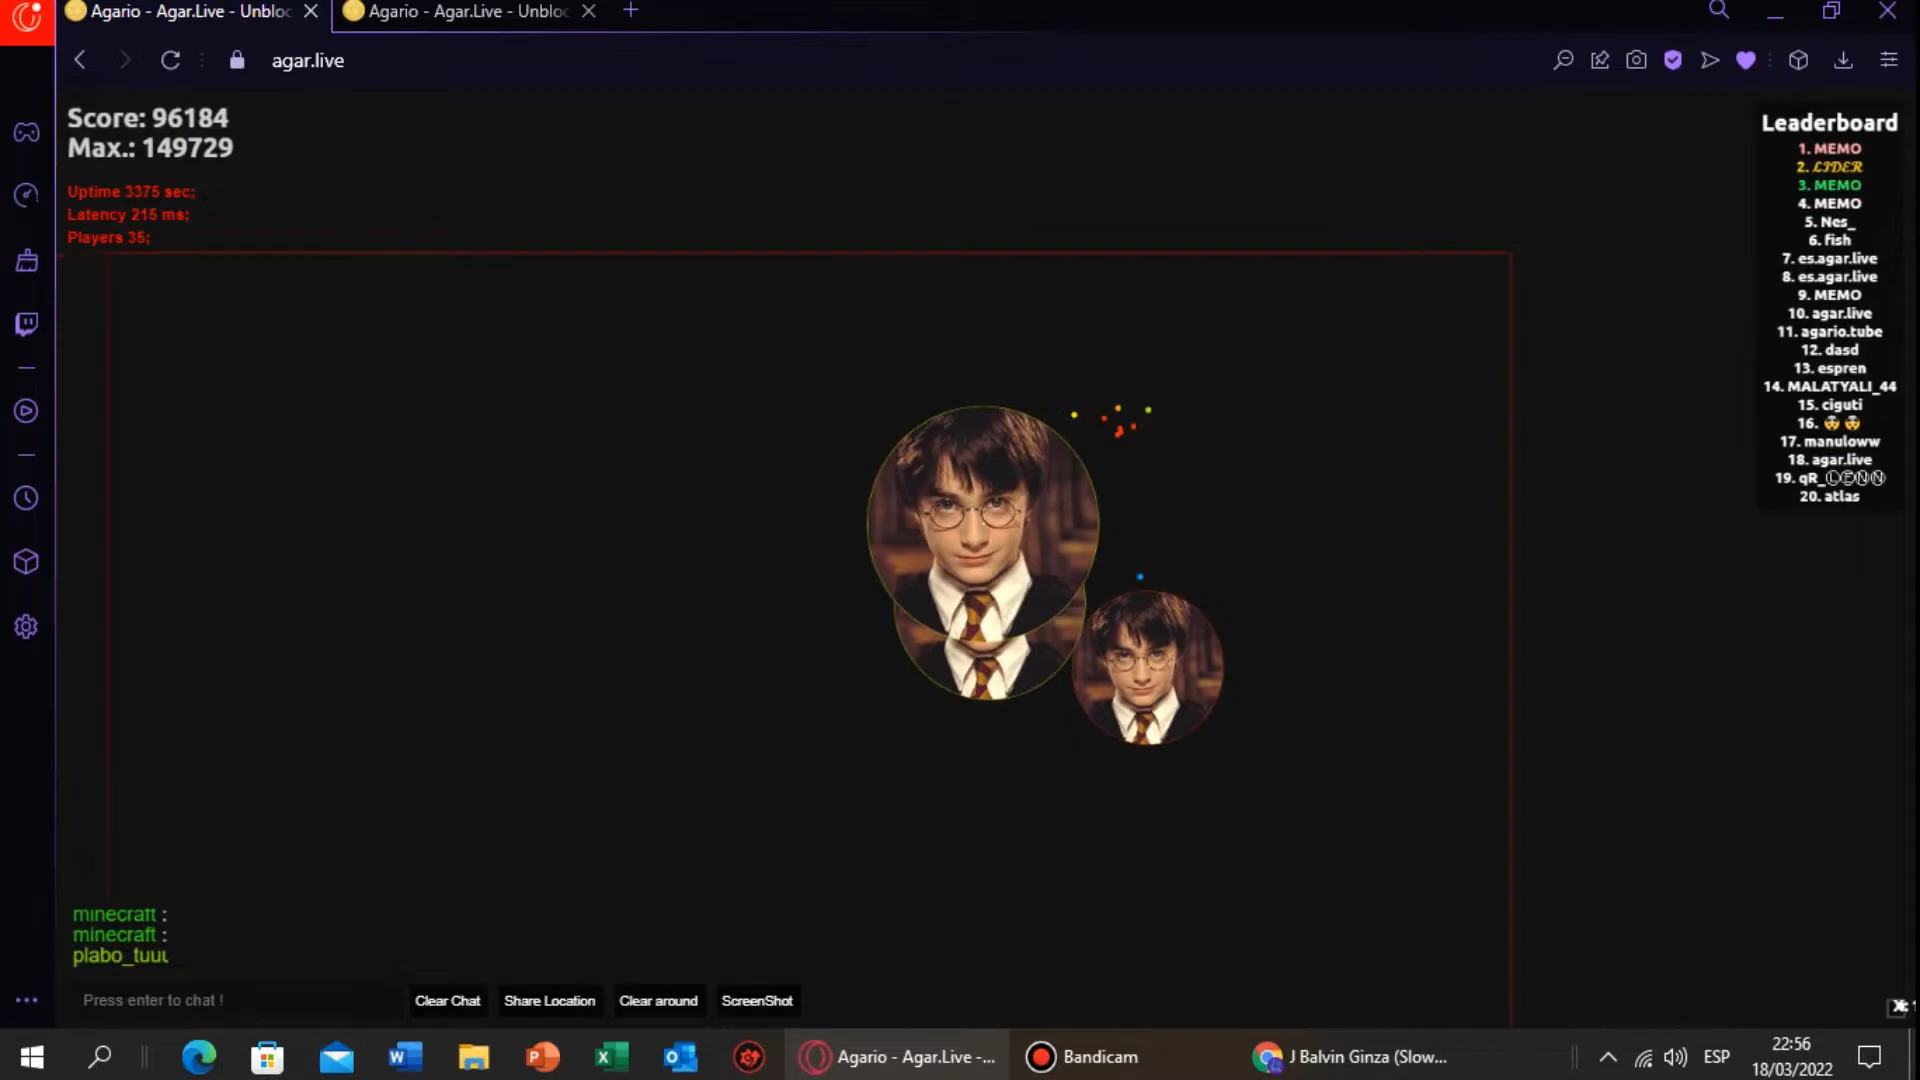 Agario - Agar.Live - Unbloc
Agario - Agar.Live - Unbloc
agar.live
Score: 96184
Max.: 149729
Uptime 3375 sec;
Latency 215 ms;
Players 35;
Leaderboard
1. MEMO
2. 𝓛𝓘𝓓𝓔𝓡
3. MEMO
4. MEMO
5. Nes_
6. fish
7. es.agar.live
8. es.agar.live
9. MEMO
10. agar.live
11. agario.tube
12. dasd
13. espren
14. MALATYALI_44
15. ciguti
16. 🤯 🤯
17. manuloww
18. agar.live
19. qR_ⓁⒺⓃⓃ
20. atlas
minecraft :
minecraft :
plabo_tuuu
Press enter to chat !
Clear Chat
Share Location
Clear around
ScreenShot
Agario - Agar.Live -...
Bandicam
J Balvin Ginza (Slow...
ESP
22:56
18/03/2022